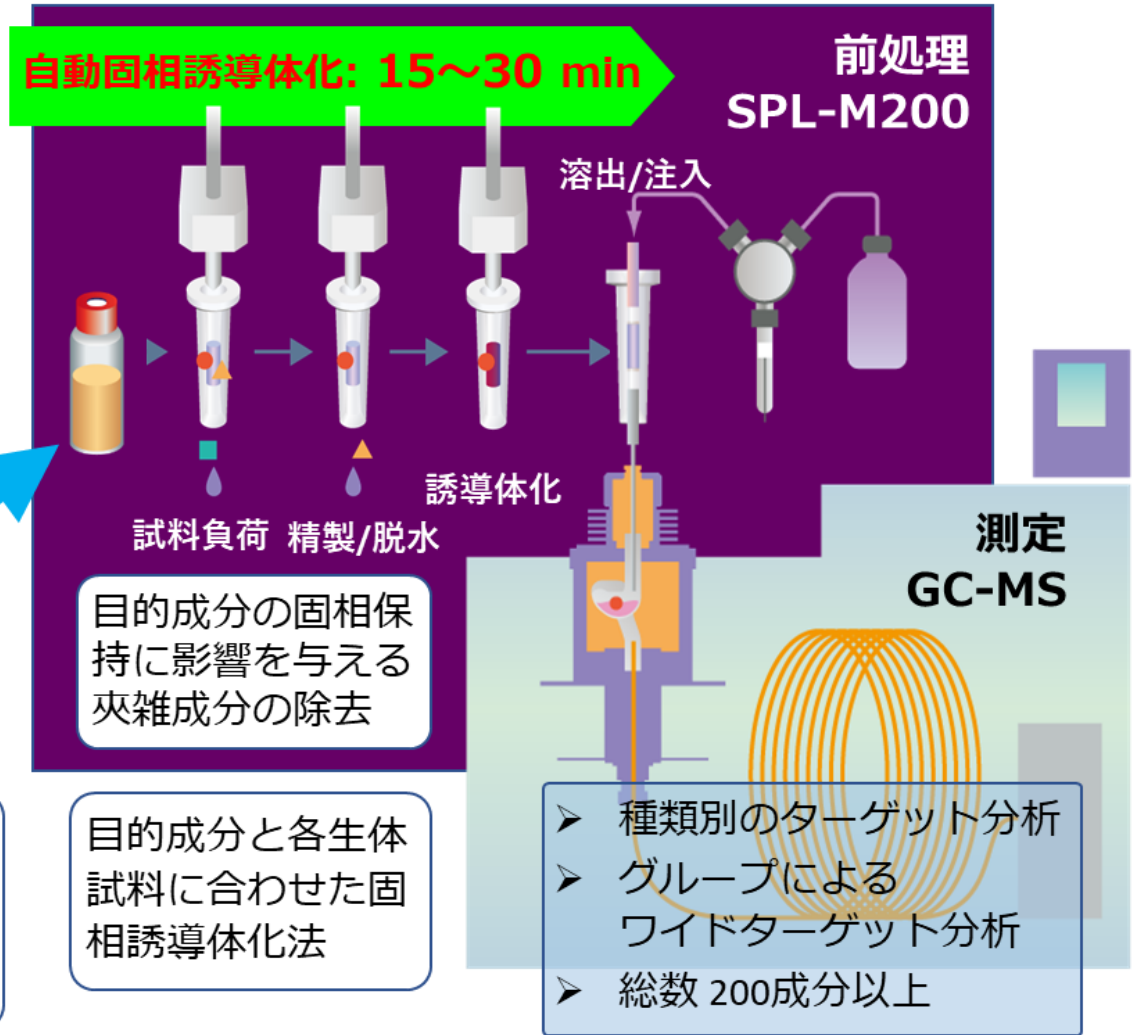 自動固相誘導体化: 15～30 min
前処理
SPL-M200
溶出/注入
試料負荷
精製/脱水
誘導体化
目的成分の固相保
持に影響を与える
夾雑成分の除去
測定
GC-MS
目的成分と各生体
試料に合わせた固
相誘導体化法
➢ 種類別のターゲット分析
➢ グループによる
ワイドターゲット分析
➢ 総数 200成分以上